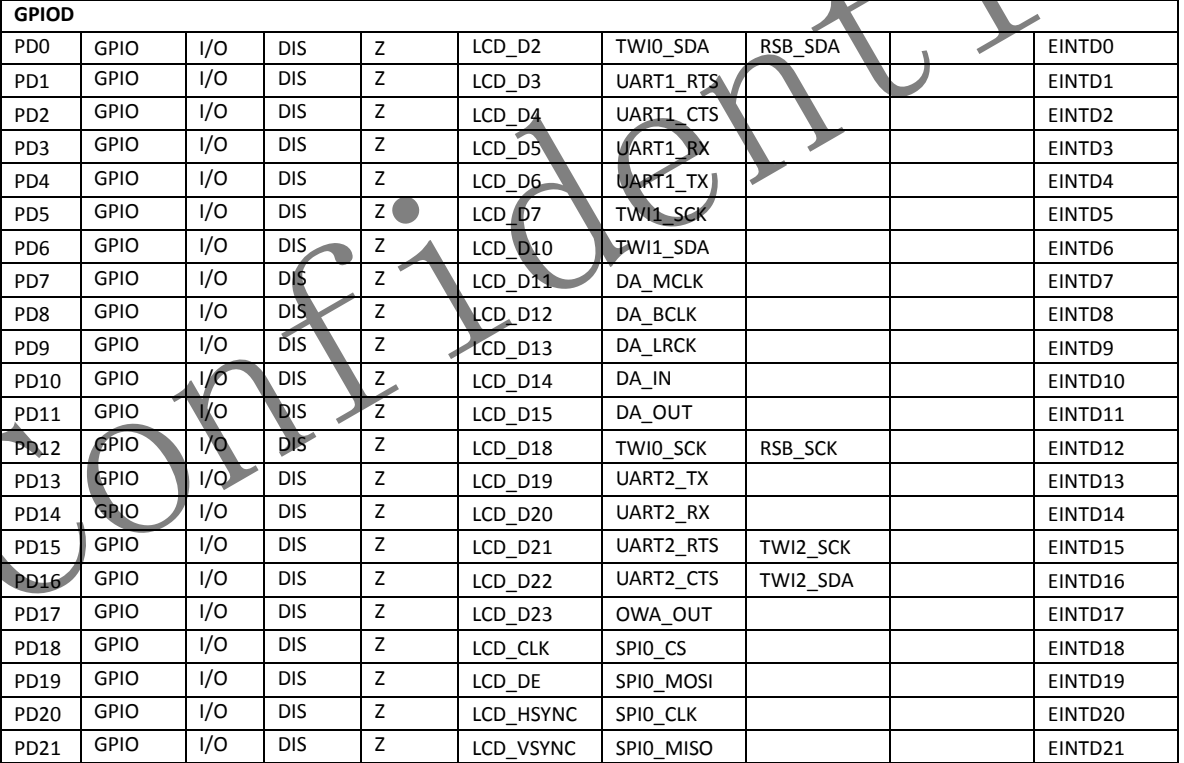 GPIOD
PD0 GPIO I/O DIS Z LCD_D2 TWI0_SDA RSB_SDA EINTD0
PD1 GPIO I/O DIS Z LCD_D3 UART1_RTS EINTD1
PD2 GPIO I/O DIS Z LCD_D4 UART1_CTS EINTD2
PD3 GPIO I/O DIS Z LCD_D5 UART1_RX EINTD3
PD4 GPIO I/O DIS Z LCD_D6 UART1_TX EINTD4
PD5 GPIO I/O DIS Z LCD_D7 TWI1_SCK EINTD5
PD6 GPIO I/O DIS Z LCD_D10 TWI1_SDA EINTD6
PD7 GPIO I/O DIS Z LCD_D11 DA_MCLK EINTD7
PD8 GPIO I/O DIS Z LCD_D12 DA_BCLK EINTD8
PD9 GPIO I/O DIS Z LCD_D13 DA_LRCK EINTD9
PD10 GPIO I/O DIS Z LCD_D14 DA_IN EINTD10
PD11 GPIO I/O DIS Z LCD_D15 DA_OUT EINTD11
PD12 GPIO I/O DIS Z LCD_D18 TWI0_SCK RSB_SCK EINTD12
PD13 GPIO I/O DIS Z LCD_D19 UART2_TX EINTD13
PD14 GPIO I/O DIS Z LCD_D20 UART2_RX EINTD14
PD15 GPIO I/O DIS Z LCD_D21 UART2_RTS TWI2_SCK EINTD15
PD16 GPIO I/O DIS Z LCD_D22 UART2_CTS TWI2_SDA EINTD16
PD17 GPIO I/O DIS Z LCD_D23 OWA_OUT EINTD17
PD18 GPIO I/O DIS Z LCD_CLK SPI0_CS EINTD18
PD19 GPIO I/O DIS Z LCD_DE SPI0_MOSI EINTD19
PD20 GPIO I/O DIS Z LCD_HSYNC SPI0_CLK EINTD20
PD21 GPIO I/O DIS Z LCD_VSYNC SPI0_MISO EINTD21
Confidenti